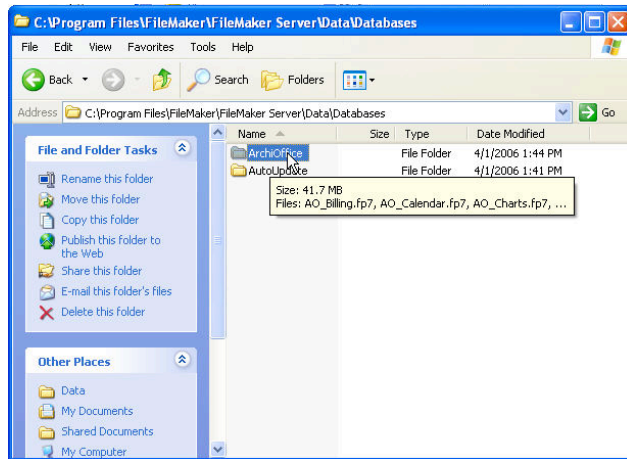 C:\Program Files\FileMaker\FileMaker Server\Data\Databases
File Edit View Favorites Tools Help
Back Search Folders
Address C:\Program Files\FileMaker\FileMaker Server\Data\Databases Go
Name Size Type Date Modified
File and Folder Tasks
ArchiOffice File Folder 4/1/2006 1:44 PM
AutoUpdate File Folder 4/1/2006 1:41 PM
Size: 41.7 MB
Files: AO_Billing.fp7, AO_Calendar.fp7, AO_Charts.fp7, ...
Rename this folder
Move this folder
Copy this folder
Publish this folder to
the Web
Share this folder
E-mail this folder's files
Delete this folder
Other Places
Data
My Documents
Shared Documents
My Computer